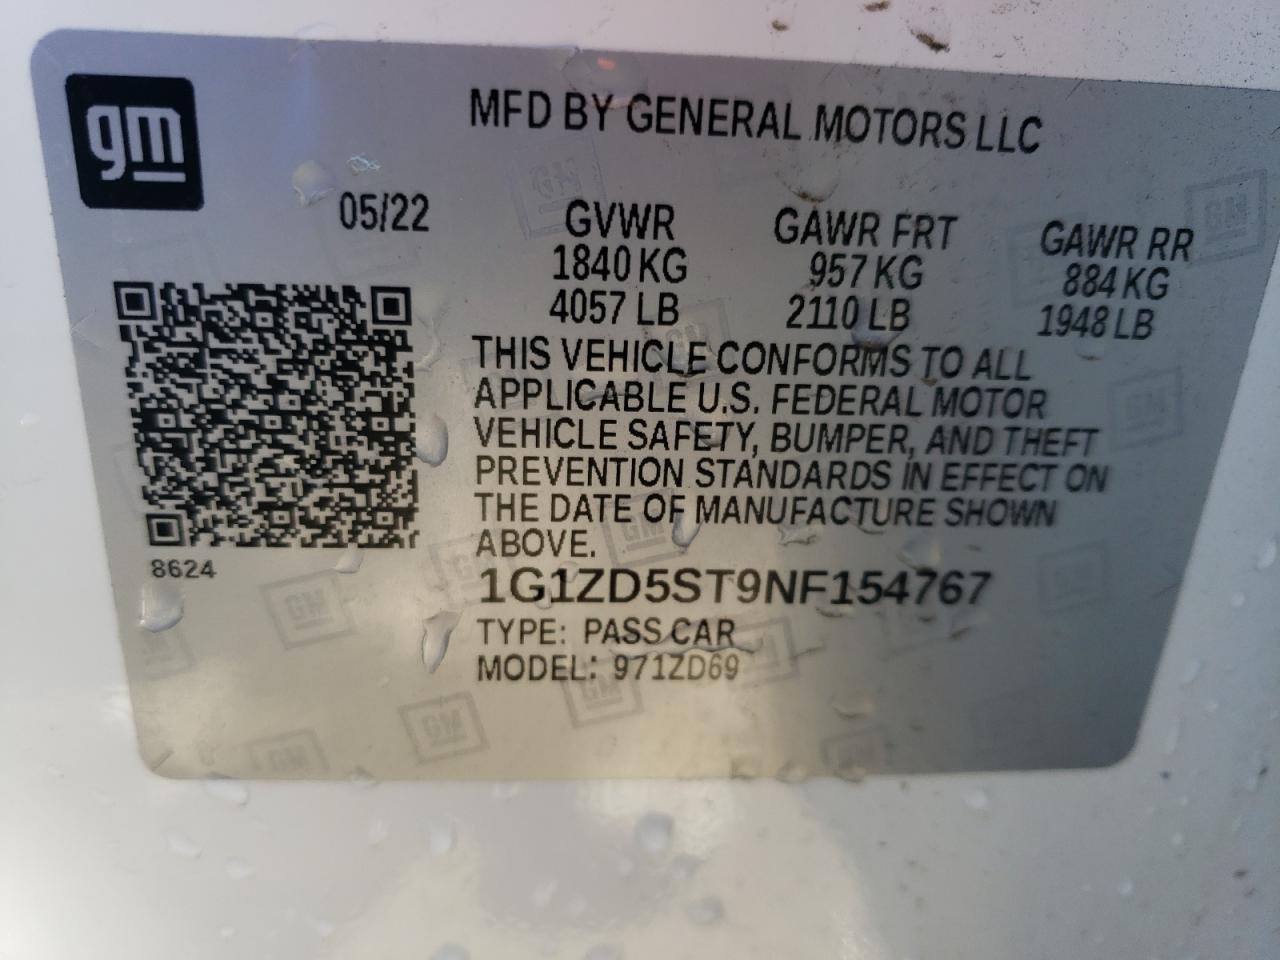 gm
MFD BY GENERAL MOTORS LLC
05/22
GVWR
1840 KG
4057 LB
GAWR FRT
957 KG
2110 LB
GAWR RR
884 KG
1948 LB
THIS VEHICLE CONFORMS TO ALL
APPLICABLE U.S. FEDERAL MOTOR
VEHICLE SAFETY, BUMPER, AND THEFT
PREVENTION STANDARDS IN EFFECT ON
THE DATE OF MANUFACTURE SHOWN
ABOVE.
8624
1G1ZD5ST9NF154767
TYPE: PASS CAR
MODEL: 971ZD69